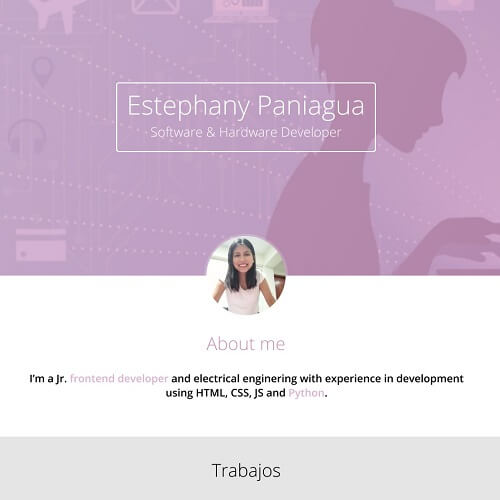 Estephany Paniagua
Software & Hardware Developer
About me
I'm a Jr. frontend developer and electrical enginering with experience in development
using HTML, CSS, JS and Python.
Trabajos